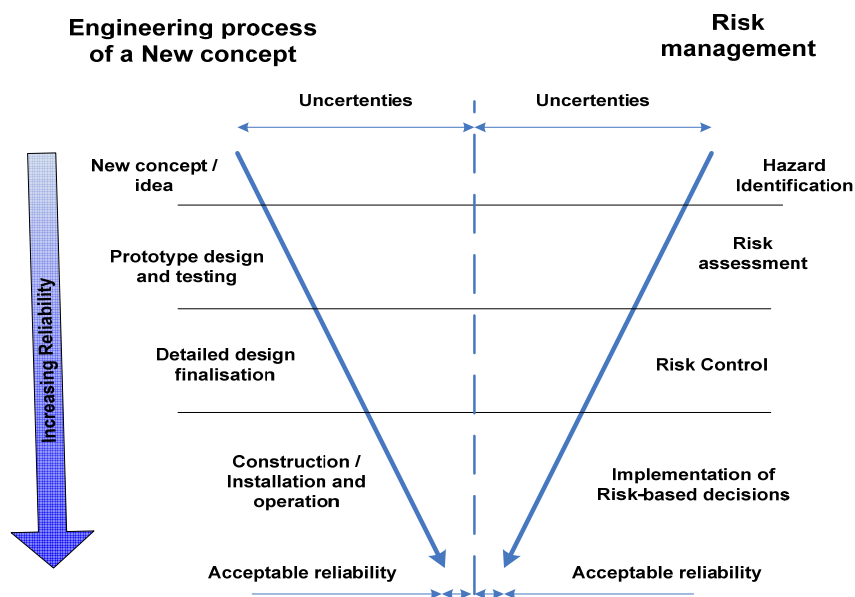 Engineering process
of a New concept
Risk
management
Uncertenties
Uncertenties
New concept /
idea
Hazard
Identification
Prototype design
and testing
Risk
assessment
Increasing Reliability
Detailed design
finalisation
Risk Control
Construction /
Installation and
operation
Implementation of
Risk-based decisions
Acceptable reliability
Acceptable reliability